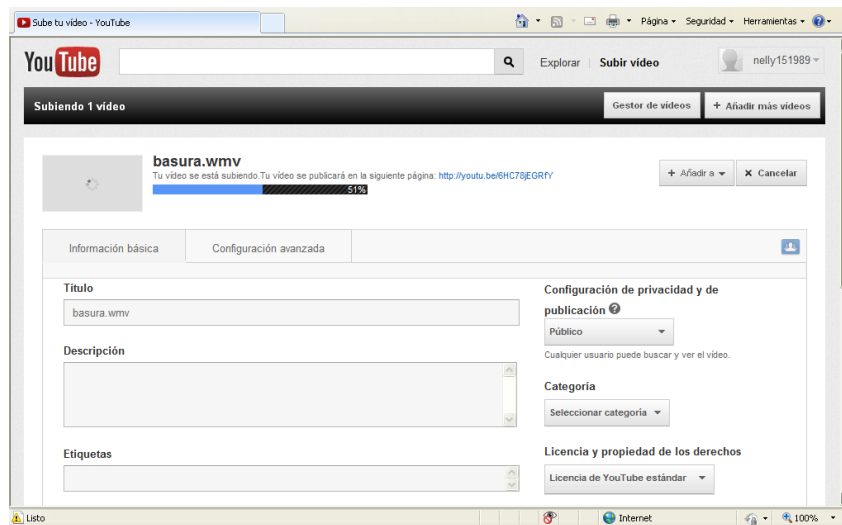 Sube tu vídeo - YouTube
Página Seguridad Herramientas
YouTube
Explorar Subir vídeo nelly151989
Subiendo 1 vídeo Gestor de vídeos + Añadir más vídeos
basura.wmv
Tu vídeo se está subiendo.Tu vídeo se publicará en la siguiente página: http://youtu.be/6HC78jEGRfY
51%
+ Añadir a x Cancelar
Información básica Configuración avanzada
Título
basura.wmv
Descripción
Etiquetas
Configuración de privacidad y de
publicación ?
Público
Cualquier usuario puede buscar y ver el vídeo.
Categoría
Seleccionar categoría
Licencia y propiedad de los derechos
Licencia de YouTube estándar
Listo Internet 100%